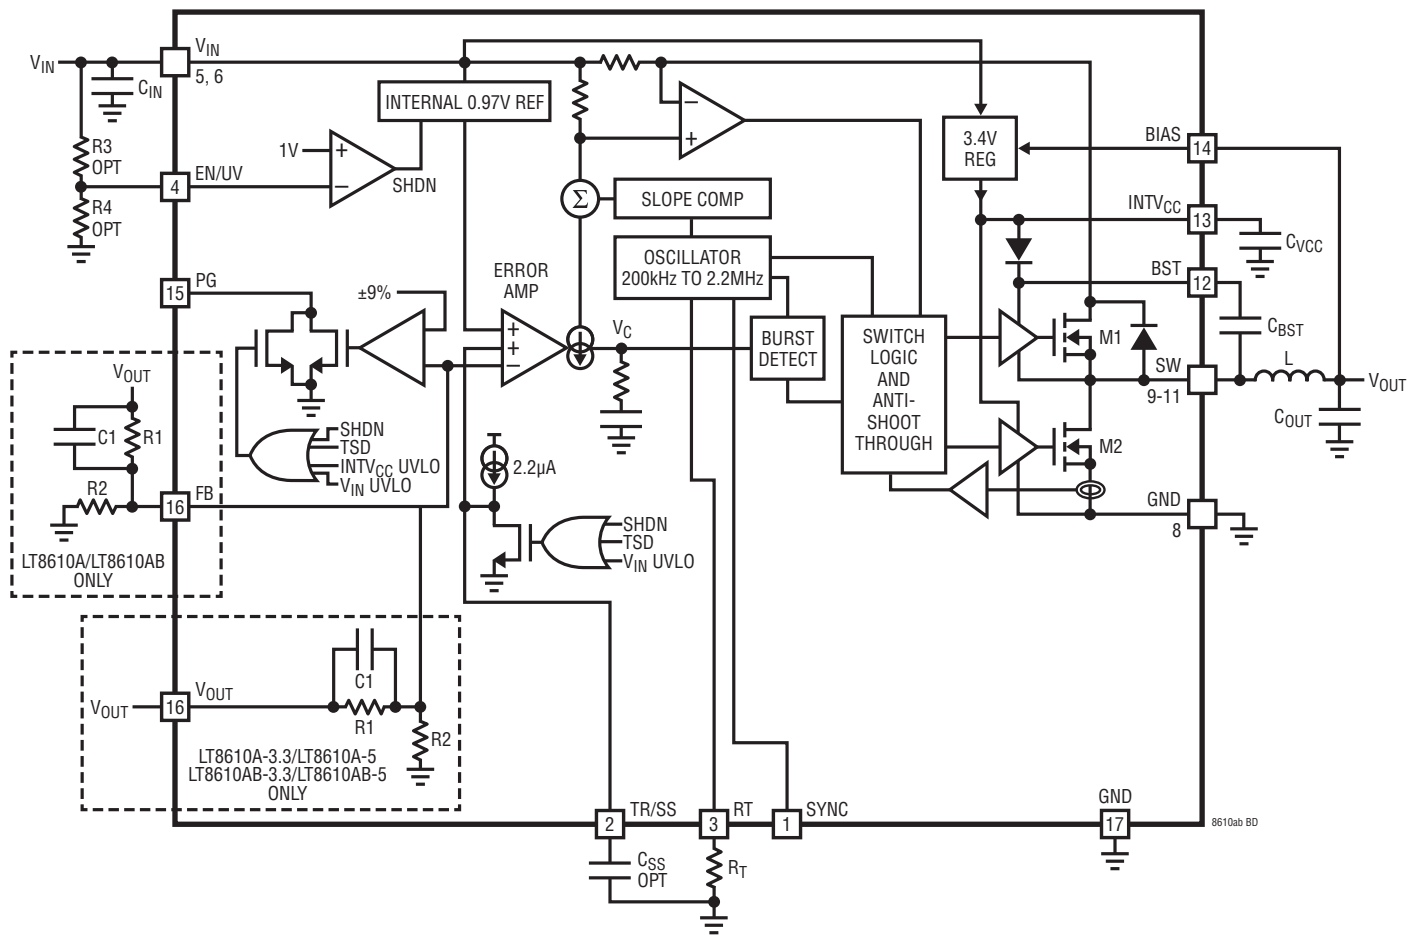 VIN
VIN
5, 6
CIN
R3
OPT
R4
OPT
4
EN/UV
1V
+
−
SHDN
INTERNAL 0.97V REF
−
+
3.4V
REG
BIAS
14
INTVCC
13
CVCC
BST
12
CBST
Σ
SLOPE COMP
OSCILLATOR
200kHz TO 2.2MHz
PG
15
±9%
ERROR
AMP
+
+
−
VC
BURST
DETECT
SWITCH
LOGIC
AND
ANTI-
SHOOT
THROUGH
M1
SW
9-11
L
VOUT
COUT
M2
GND
8
VOUT
C1
R1
R2
16
FB
LT8610A/LT8610AB
ONLY
SHDN
TSD
INTVCC UVLO
VIN UVLO
2.2µA
SHDN
TSD
VIN UVLO
VOUT
16
VOUT
C1
R1
R2
LT8610A-3.3/LT8610A-5
LT8610AB-3.3/LT8610AB-5
ONLY
2
TR/SS
3
RT
1
SYNC
GND
17
8610ab BD
CSS
OPT
RT